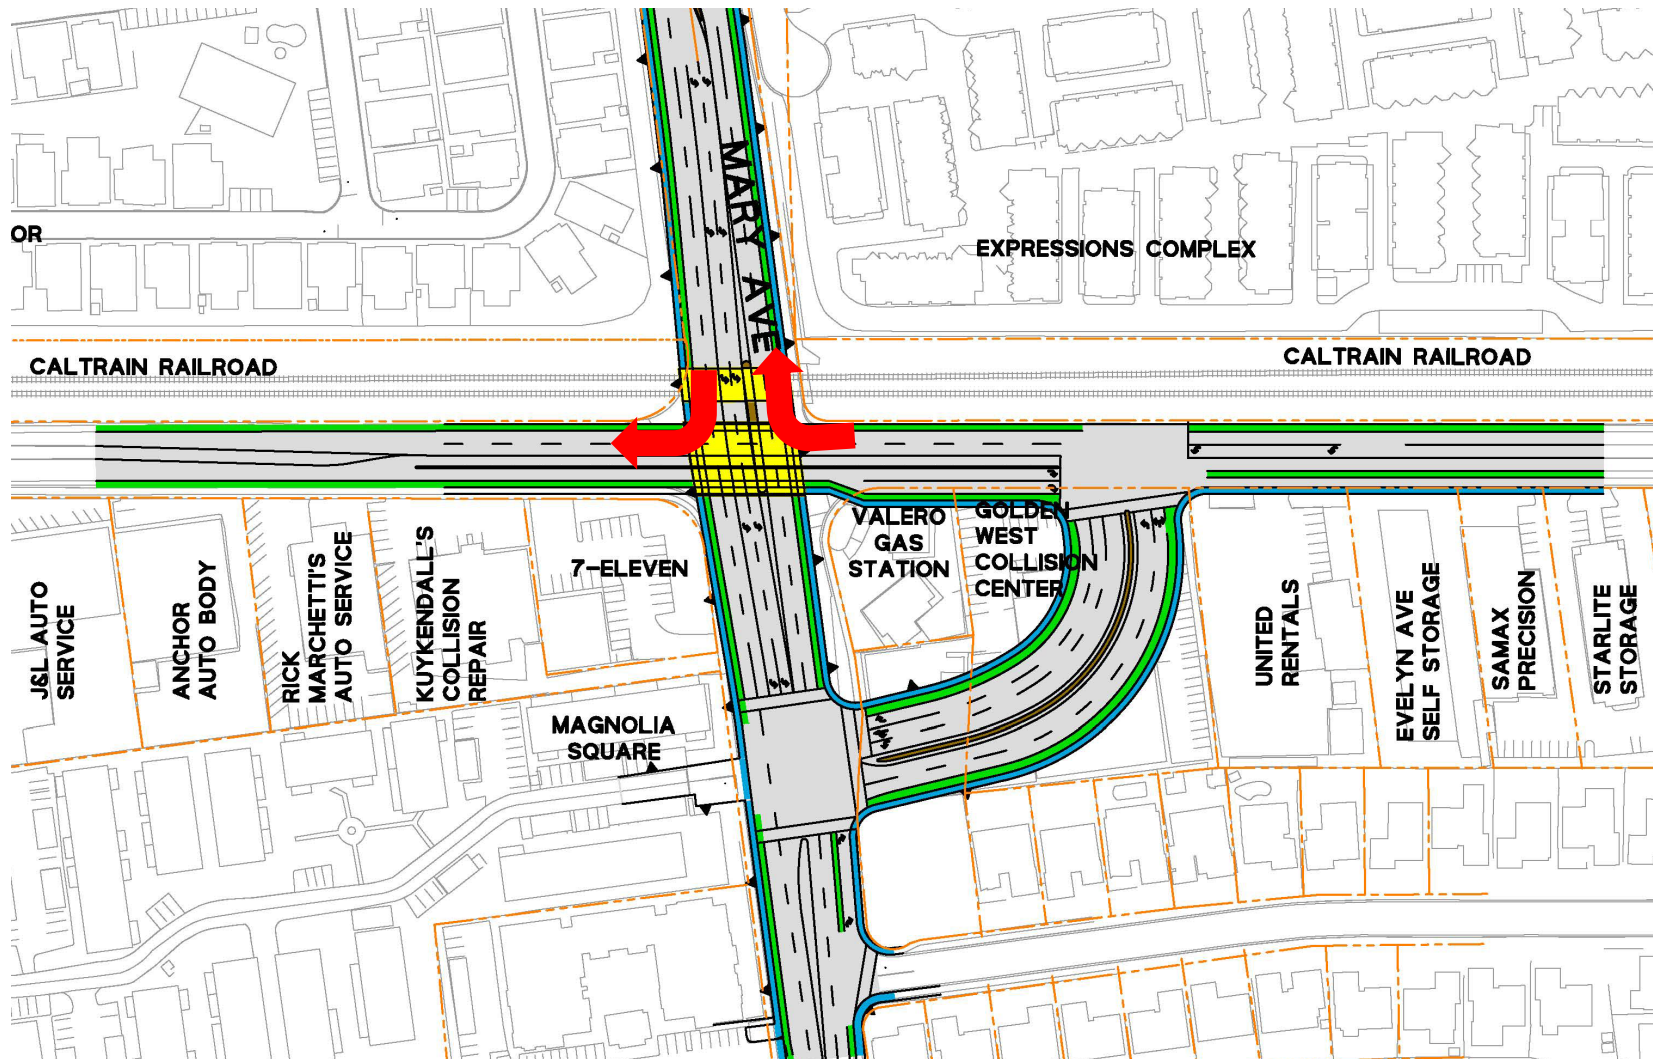 MARY AVE
OR
EXPRESSIONS COMPLEX
CALTRAIN RAILROAD
CALTRAIN RAILROAD
J&L AUTO
SERVICE
ANCHOR
AUTO BODY
RICK
MARCHETTI'S
AUTO SERVICE
KUYKENDALL'S
COLLISION
REPAIR
7-ELEVEN
VALERO
GAS
STATION
GOLDEN
WEST
COLLISION
CENTER
UNITED
RENTALS
EVELYN AVE
SELF STORAGE
SAMAX
PRECISION
STARLITE
STORAGE
MAGNOLIA
SQUARE